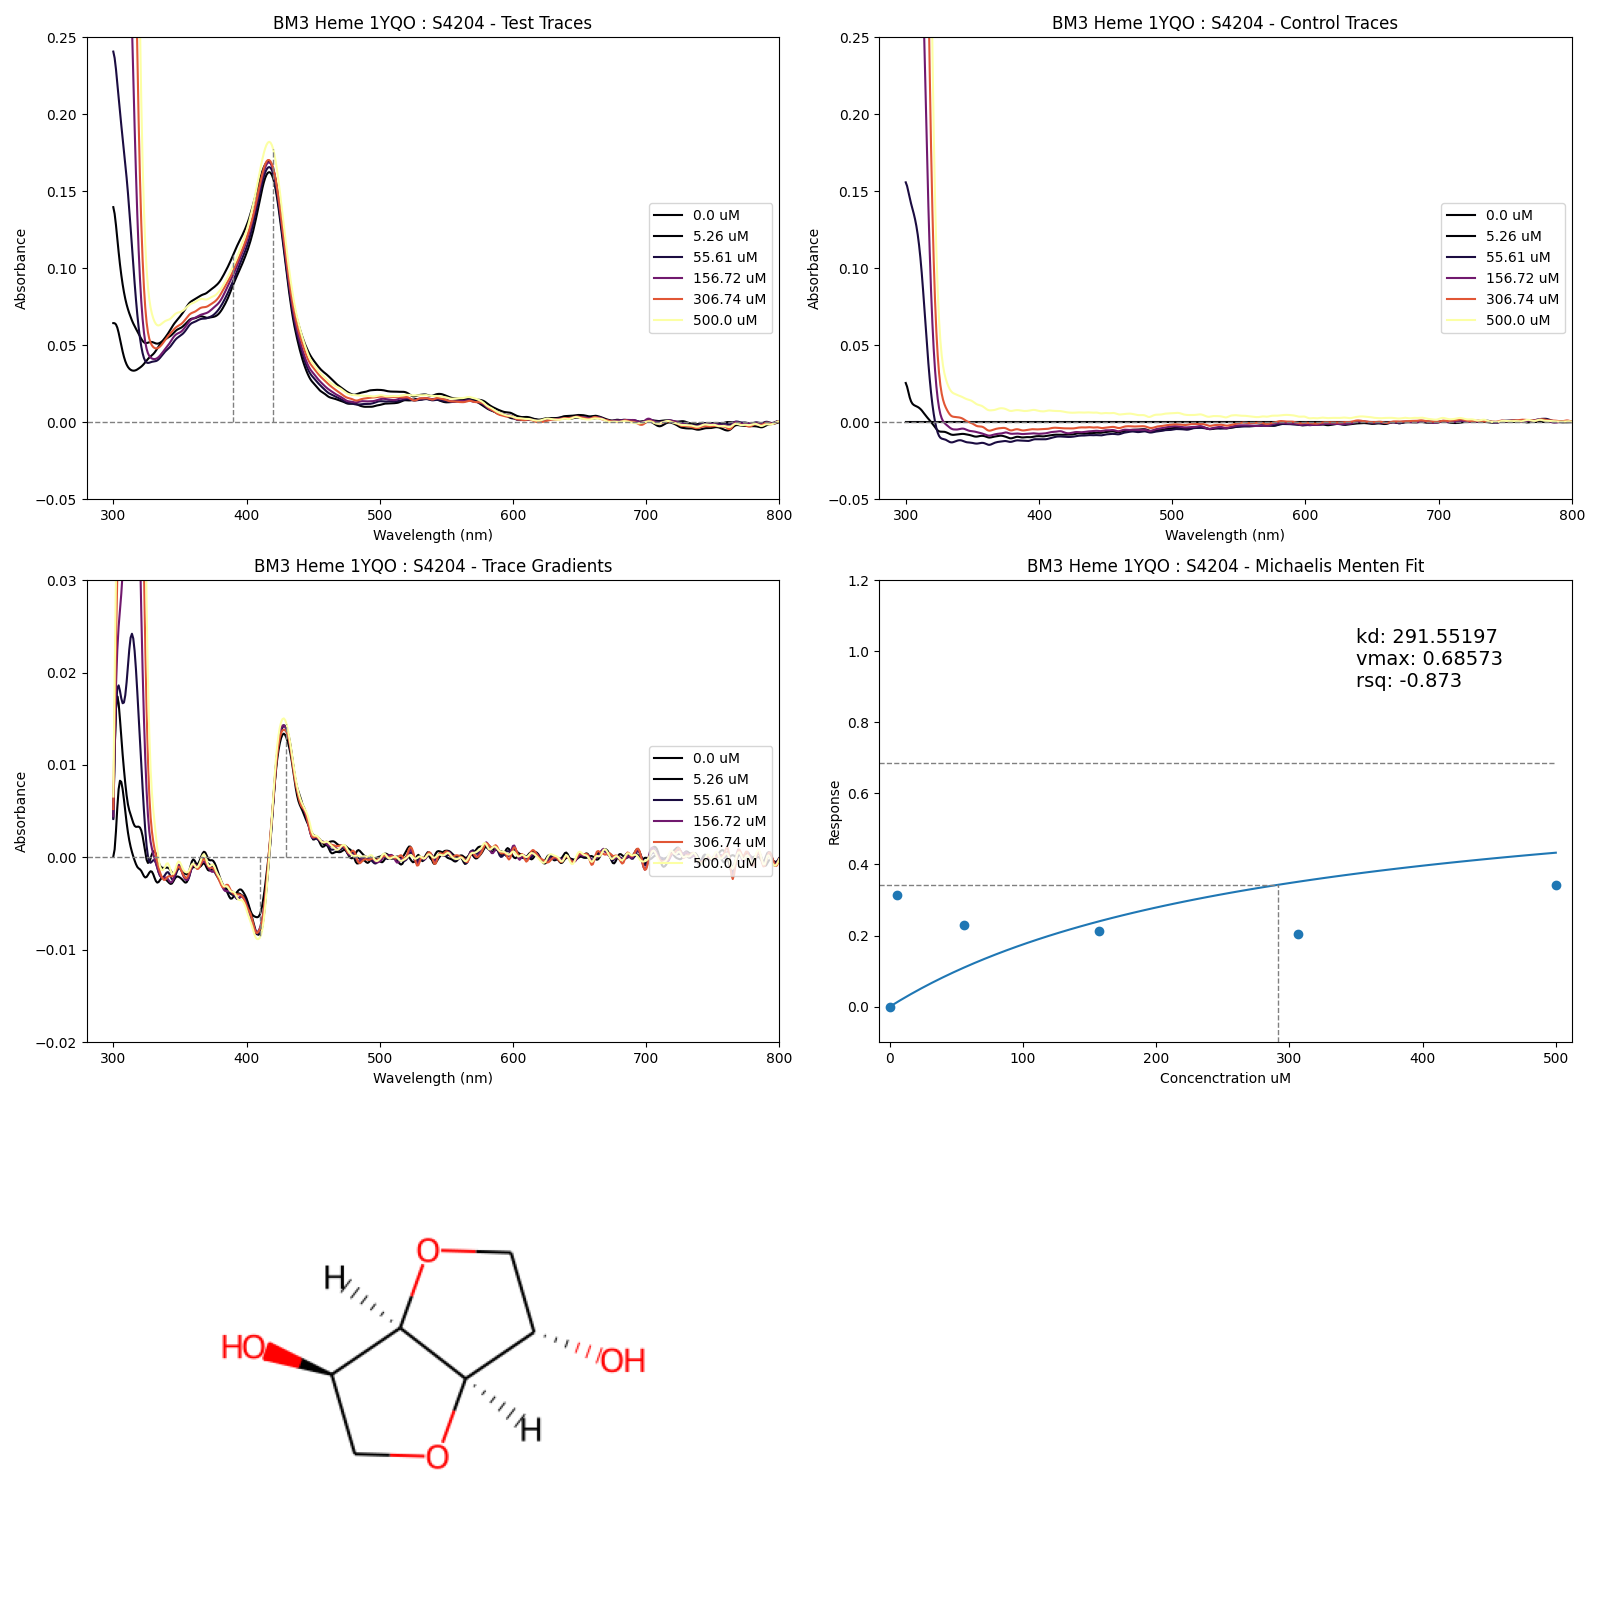 BM3 Heme 1YQO : S4204 - Test Traces
0.25
0.20
0.15
0.10
0.05
0.00
−0.05
Absorbance
300 400 500 600 700 800
Wavelength (nm)
0.0 uM
5.26 uM
55.61 uM
156.72 uM
306.74 uM
500.0 uM
BM3 Heme 1YQO : S4204 - Control Traces
0.25
0.20
0.15
0.10
0.05
0.00
−0.05
Absorbance
300 400 500 600 700 800
Wavelength (nm)
0.0 uM
5.26 uM
55.61 uM
156.72 uM
306.74 uM
500.0 uM
BM3 Heme 1YQO : S4204 - Trace Gradients
0.03
0.02
0.01
0.00
−0.01
−0.02
Absorbance
300 400 500 600 700 800
Wavelength (nm)
0.0 uM
5.26 uM
55.61 uM
156.72 uM
306.74 uM
500.0 uM
BM3 Heme 1YQO : S4204 - Michaelis Menten Fit
1.2
1.0
0.8
0.6
0.4
0.2
0.0
Response
kd: 291.55197
vmax: 0.68573
rsq: -0.873
0 100 200 300 400 500
Concenctration uM
O
H
HO
OH
H
O